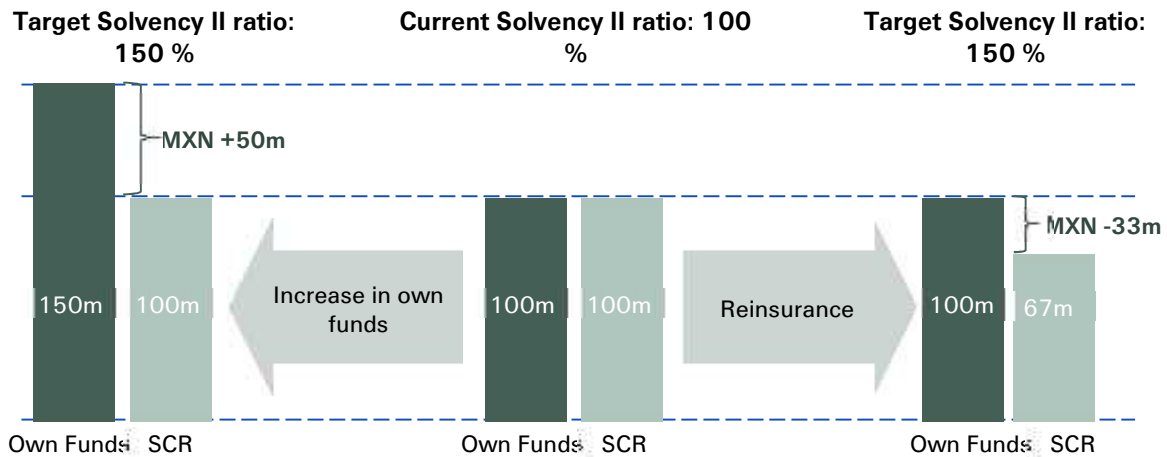 Target Solvency II ratio:
150 %
Current Solvency II ratio: 100
%
Target Solvency II ratio:
150 %
MXN +50m
MXN -33m
150m
100m
Increase in own
funds
100m
100m
Reinsurance
100m
67m
Own Funds
SCR
Own Funds
SCR
Own Funds
SCR